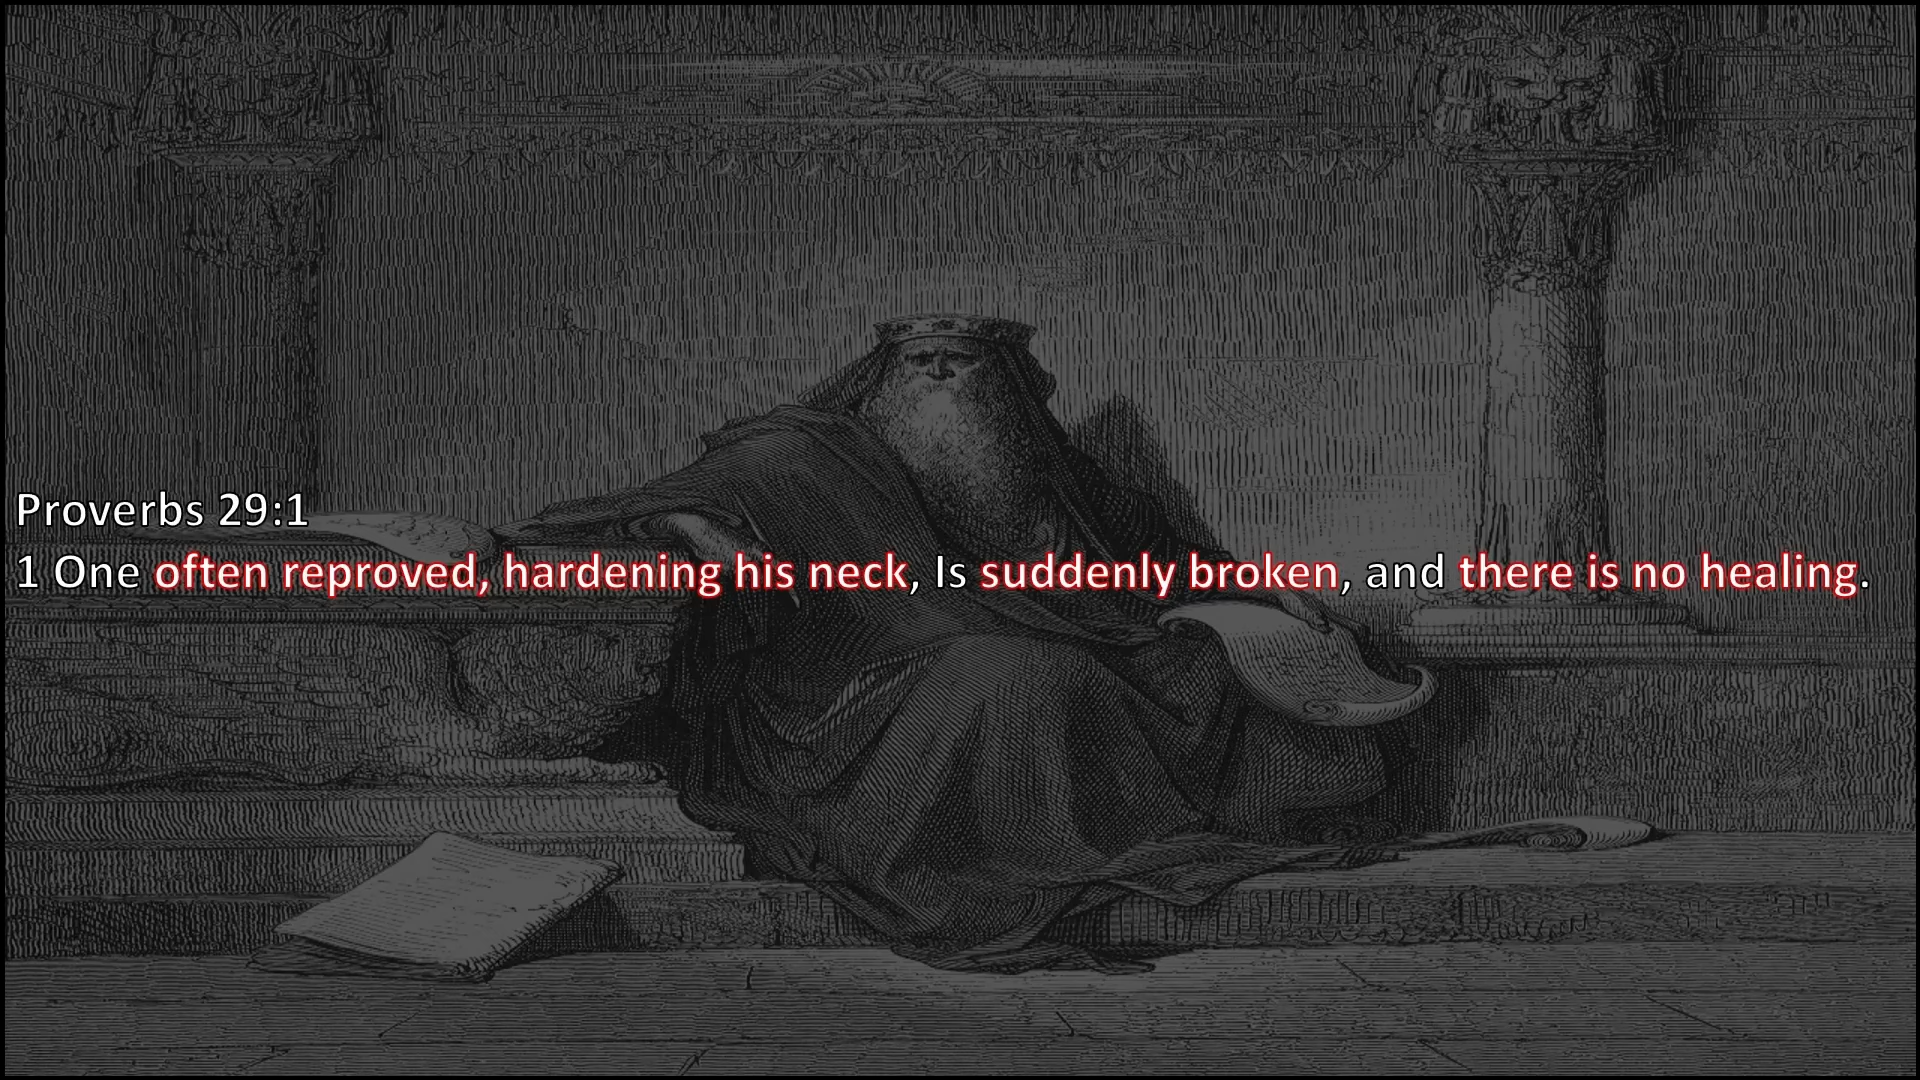 Proverbs 29:1
1 One often reproved, hardening his neck, Is suddenly broken, and there is no healing.